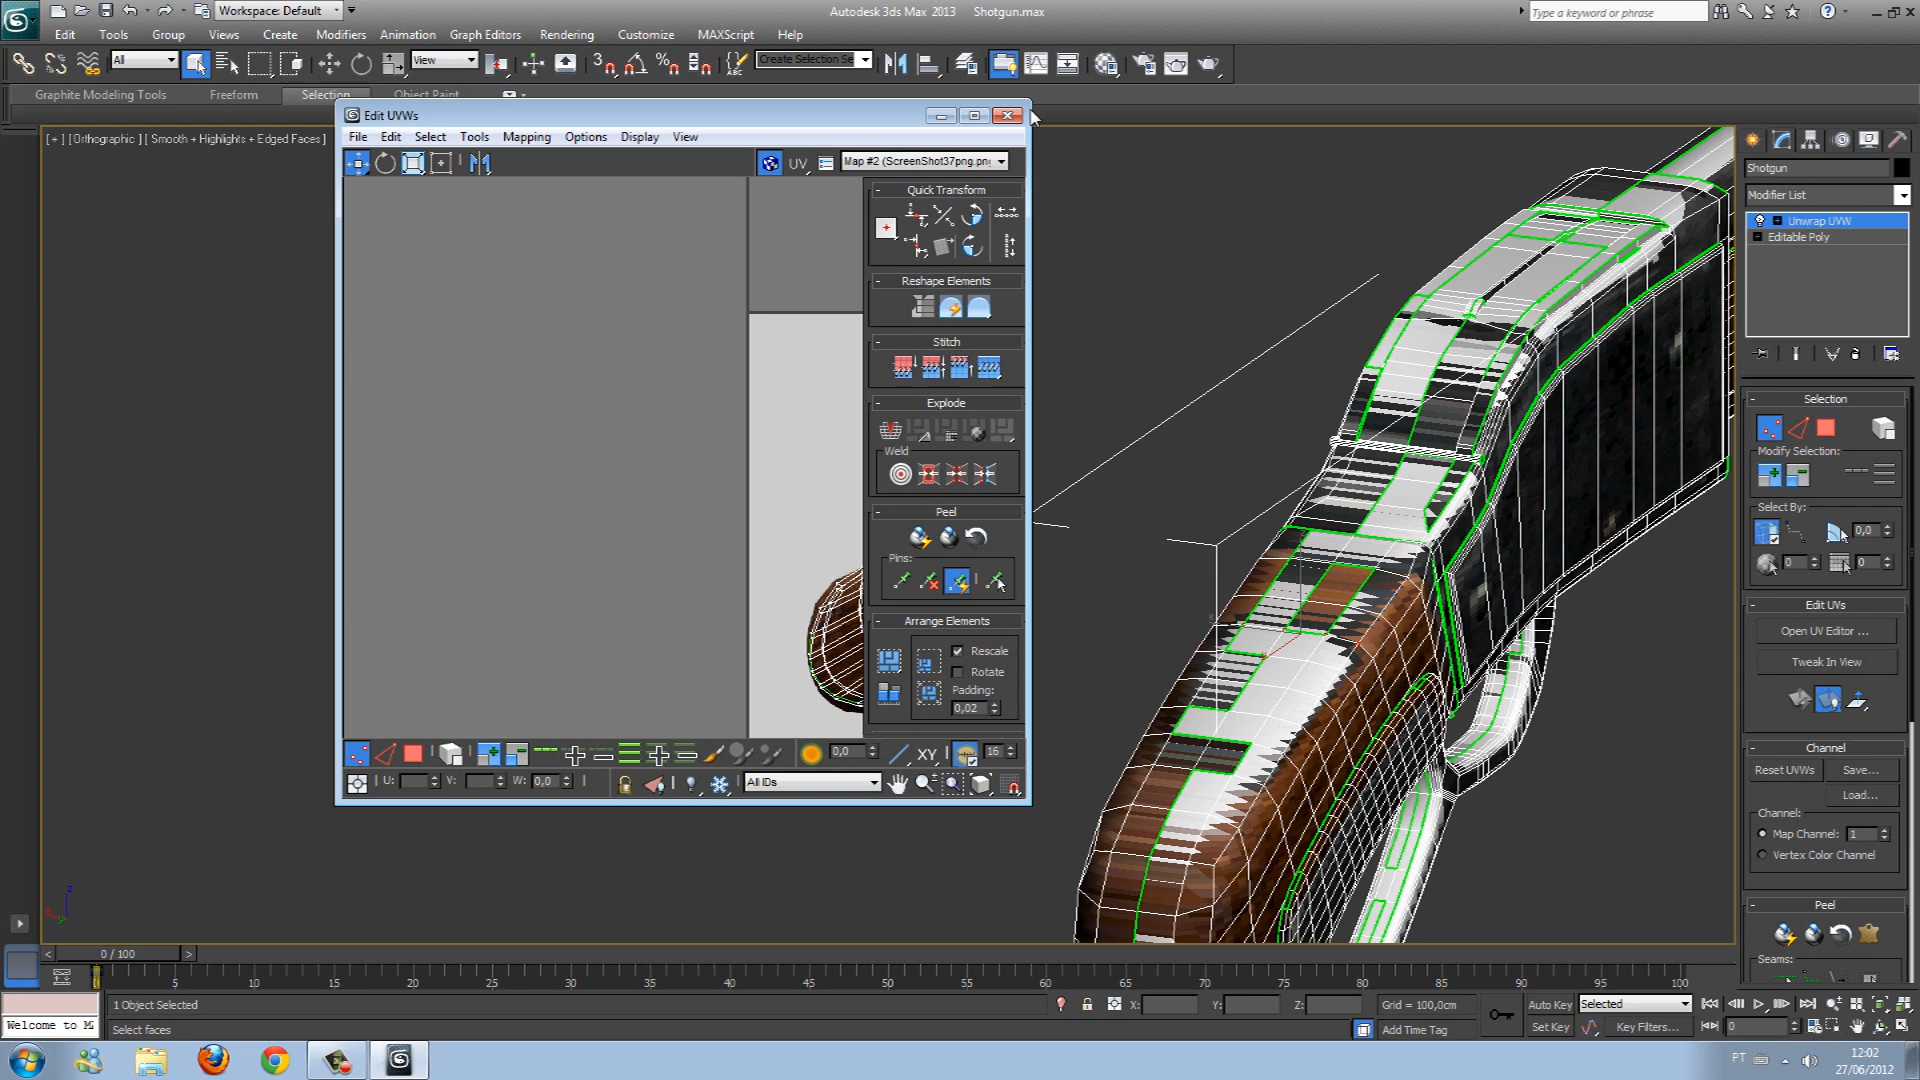 Workspace: Default
Autodesk 3ds Max 2013 Shotgun.max
Type a keyword or phrase
Edit Tools Group Views Create Modifiers Animation Graph Editors Rendering Customize MAXScript Help
All
View
Create Selection Se
Graphite Modeling Tools Freeform Selection Object Paint
[ + ] [Orthographic ] [ Smooth + Highlights + Edged Faces ]
Edit UVWs
File Edit Select Tools Mapping Options Display View
UV
Map #2 (ScreenShot37png.png
Quick Transform
Reshape Elements
Stitch
Explode
Weld
Peel
Pins:
Arrange Elements
Rescale
Rotate
Padding:
0,02
0,0
XY
16
U: V: W: 0,0
All IDs
Shotgun
Modifier List
Unwrap UVW
Editable Poly
Selection
Modify Selection:
Select By:
0,0
0
0
Edit UVs
Open UV Editor ...
Tweak In View
Channel
Reset UVWs Save...
Load...
Channel:
Map Channel: 1
Vertex Color Channel
Peel
Seams:
< 0 / 100 >
5 10 15 20 25 30 35 40 45 50 55 60 65 70 75 80 85 90 95 100
1 Object Selected
X: Y: Z: Grid = 100,0cm
Auto Key Selected
Welcome to M
Select faces
Add Time Tag
Set Key Key Filters...
0
PT
12:02
27/06/2012